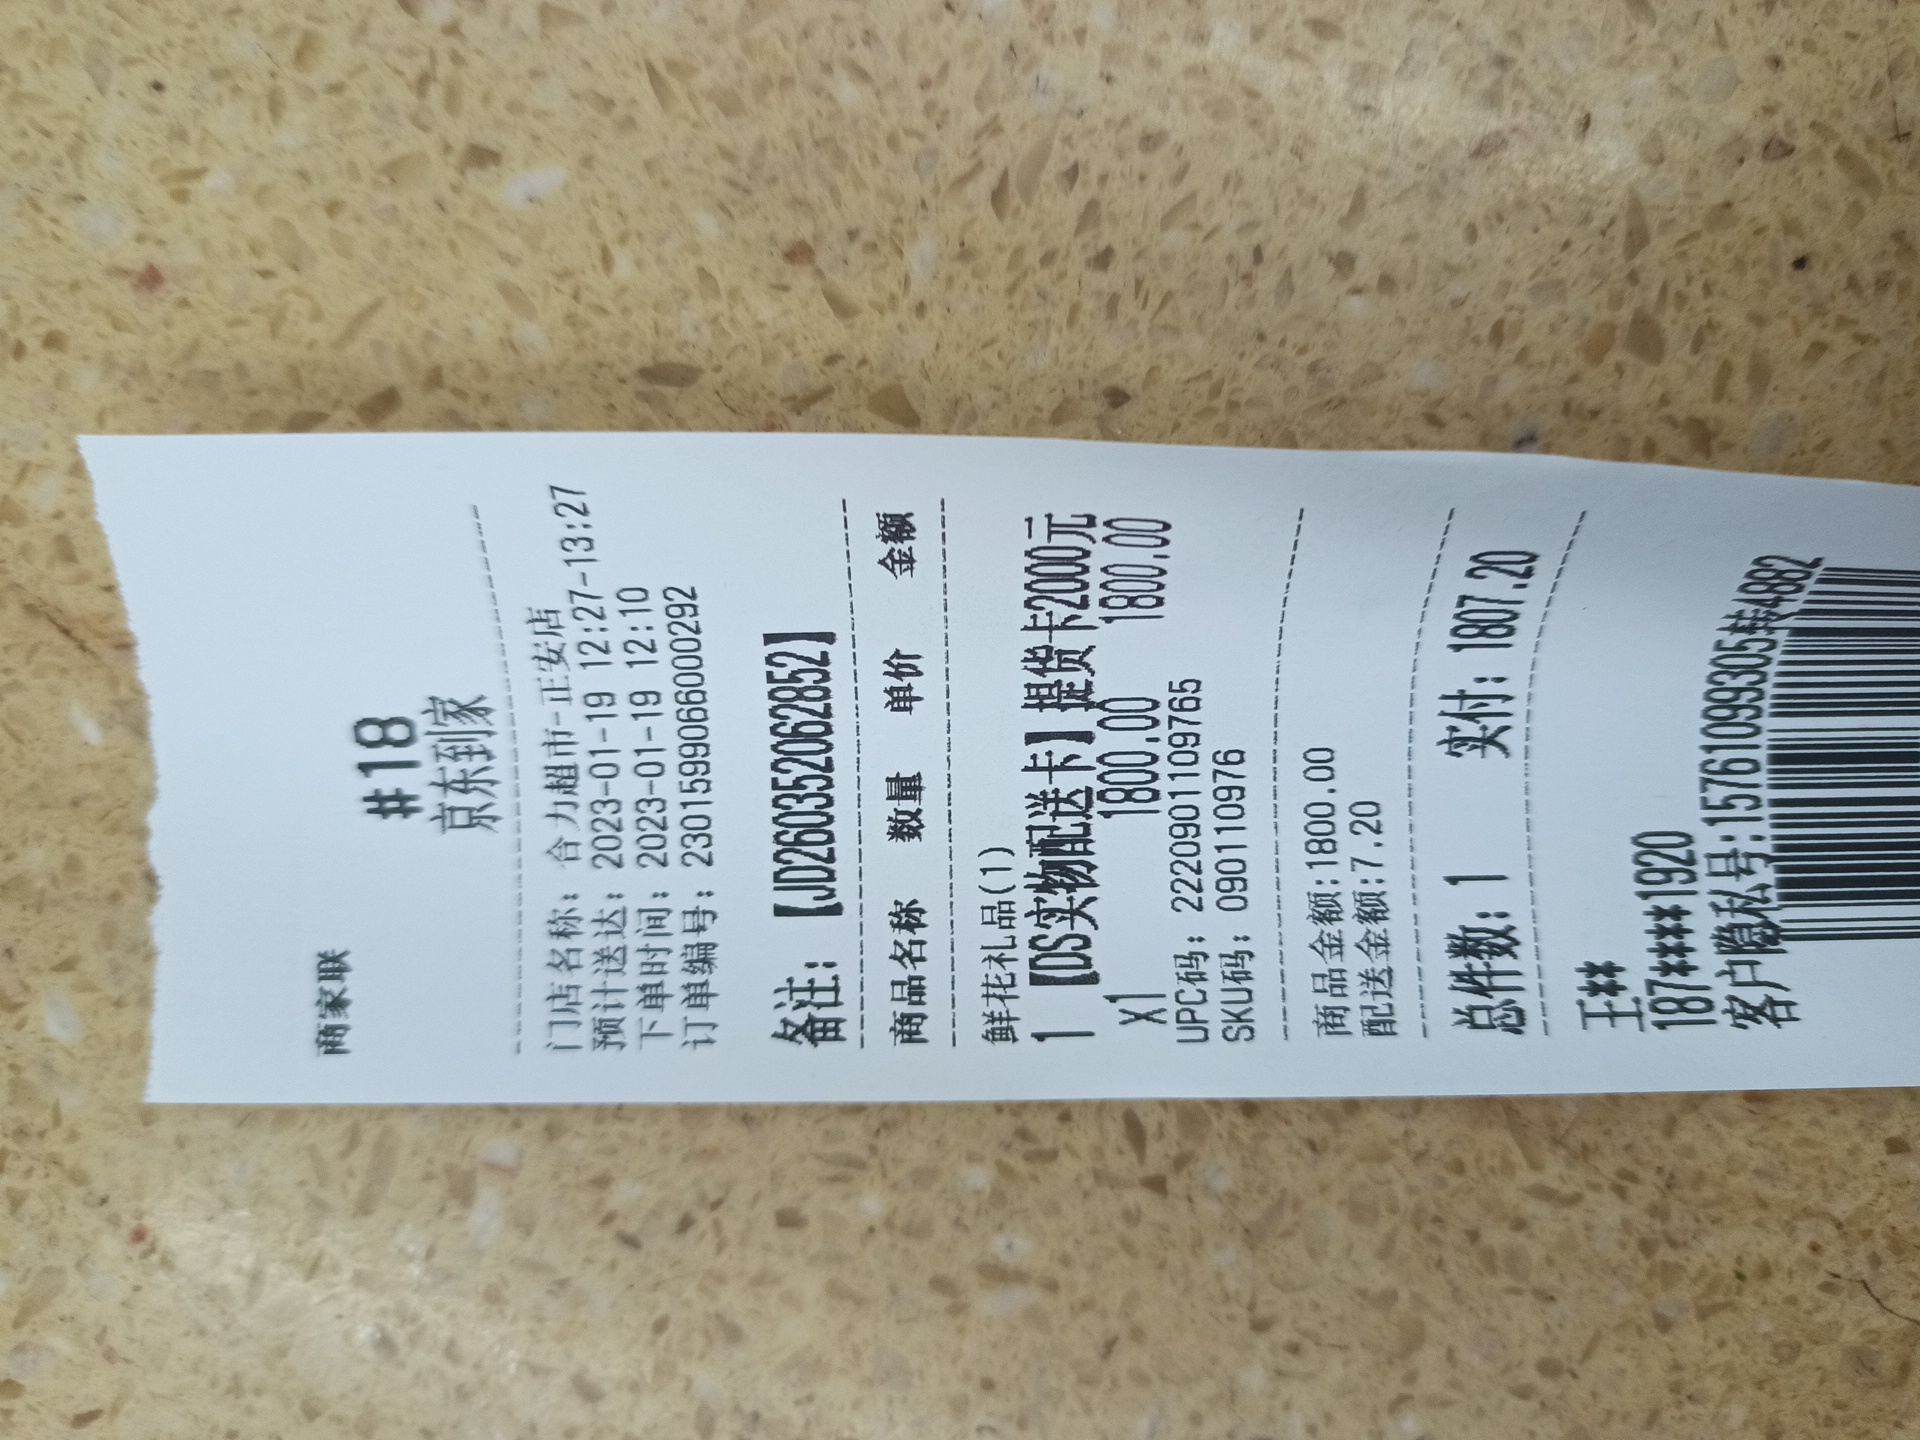 商家联
#18
京东到家
门店名称：合力超市-正安店
预计送达：2023-01-19 12:27-13:27
下单时间：2023-01-19 12:10
订单编号：2301599066000292
备注：【JD260352062852】
商品名称 数量 单价 金额
鲜花礼品(1)
1 【DS实物配送卡】提货卡2000元
x1 1800.00 1800.00
UPC码：2220901109765
SKU码：090110976
商品金额:1800.00
配送金额:7.20
总件数：1 实付：1807.20
王**
187****1920
客户隐私号:15761099305转4882